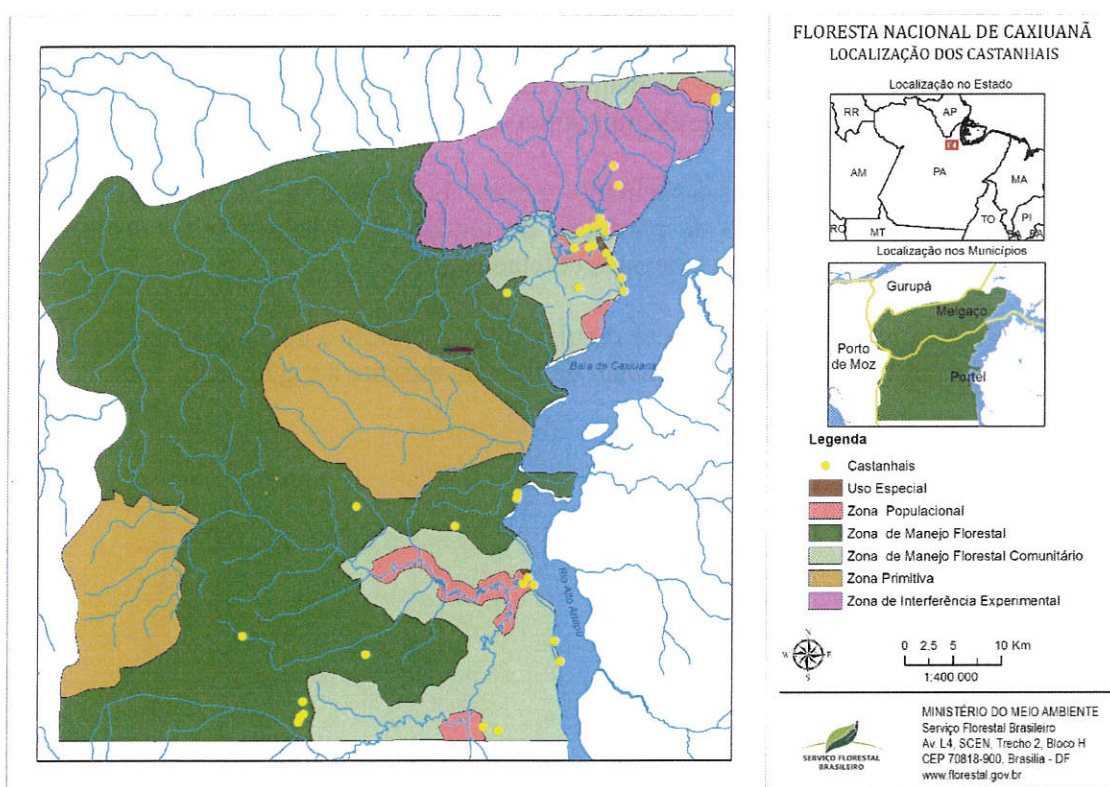 FLORESTA NACIONAL DE CAXIUANÃ
LOCALIZAÇÃO DOS CASTANHAIS
Localização no Estado
RR
AP
AM
PA
MA
TO
PI
RO
MT
BA
Localização nos Municípios
Gurupá
Melgaço
Porto
de Moz
Portel
Baia de Caxiuanã
Rio Alto Anapu
Legenda
Castanhais
Uso Especial
Zona Populacional
Zona de Manejo Florestal
Zona de Manejo Florestal Comunitário
Zona Primitiva
Zona de Interferência Experimental
N
W
E
S
0 2.5 5 10 Km
1:400 000
SERVIÇO FLORESTAL
BRASILEIRO
MINISTÉRIO DO MEIO AMBIENTE
Serviço Florestal Brasileiro
Av. L4, SCEN, Trecho 2, Bloco H
CEP 70818-900. Brasilia - DF
www.florestal.gov.br